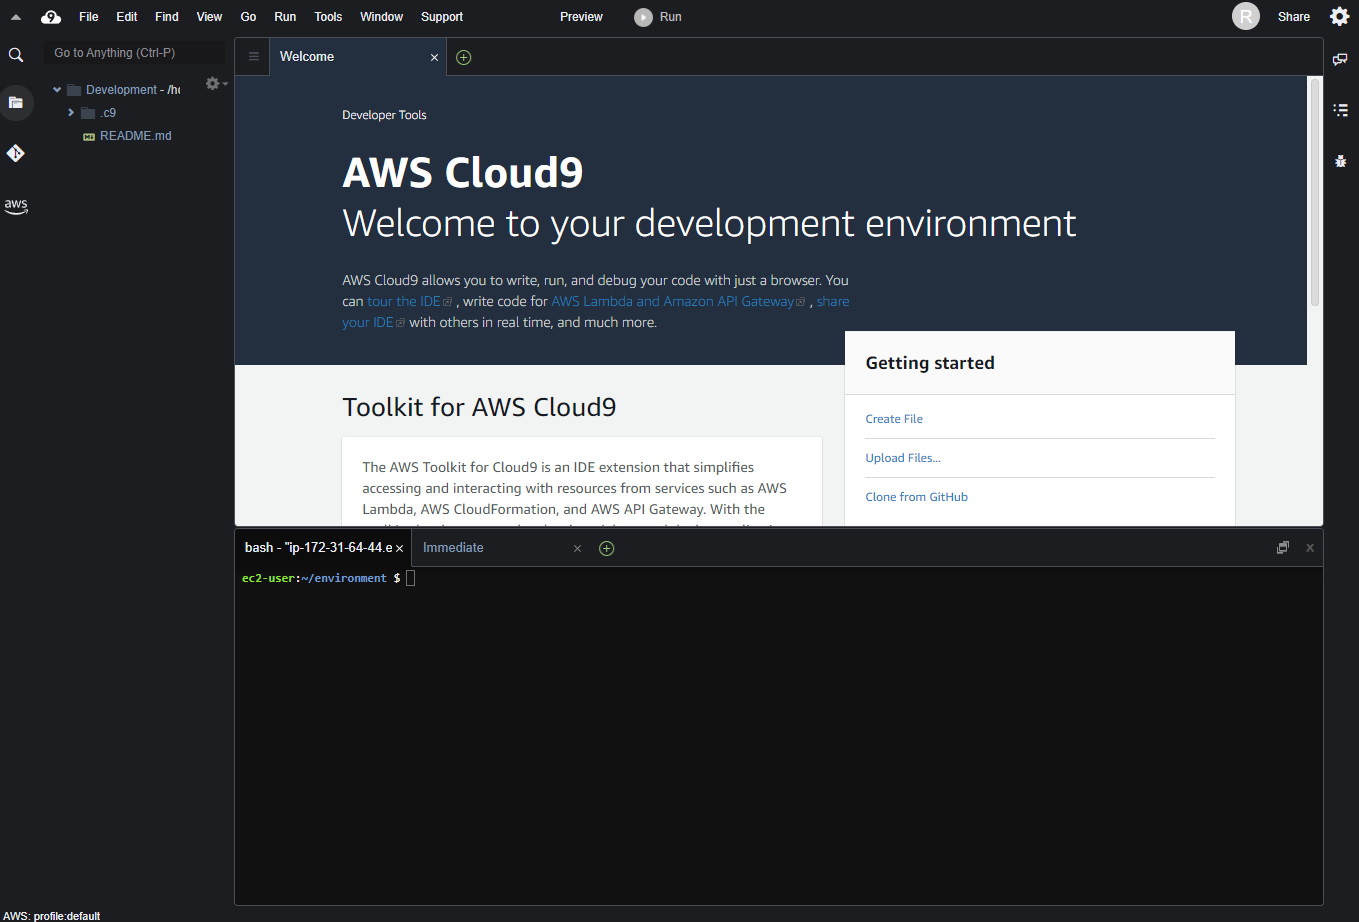 9 File Edit Find View Go Run Tools Window Support Preview Run R Share
Go to Anything (Ctrl-P)
Development - /ho
.c9
README.md
aws
Welcome
Developer Tools
AWS Cloud9
Welcome to your development environment
AWS Cloud9 allows you to write, run, and debug your code with just a browser. You
can tour the IDE , write code for AWS Lambda and Amazon API Gateway , share
your IDE with others in real time, and much more.
Getting started
Create File
Upload Files...
Clone from GitHub
Toolkit for AWS Cloud9
The AWS Toolkit for Cloud9 is an IDE extension that simplifies
accessing and interacting with resources from services such as AWS
Lambda, AWS CloudFormation, and AWS API Gateway. With the
bash - "ip-172-31-64-44.e Immediate
ec2-user:~/environment $
AWS: profile:default